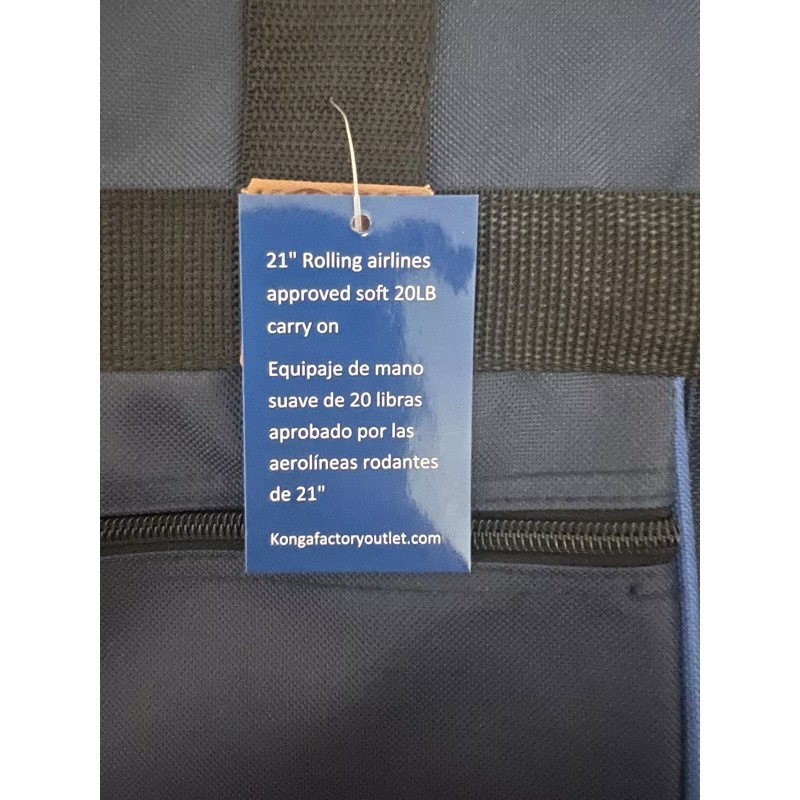 21" Rolling airlines
approved soft 20LB
carry on
Equipaje de mano
suave de 20 libras
aprobado por las
aerolíneas rodantes
de 21"
Kongafactoryoutlet.com